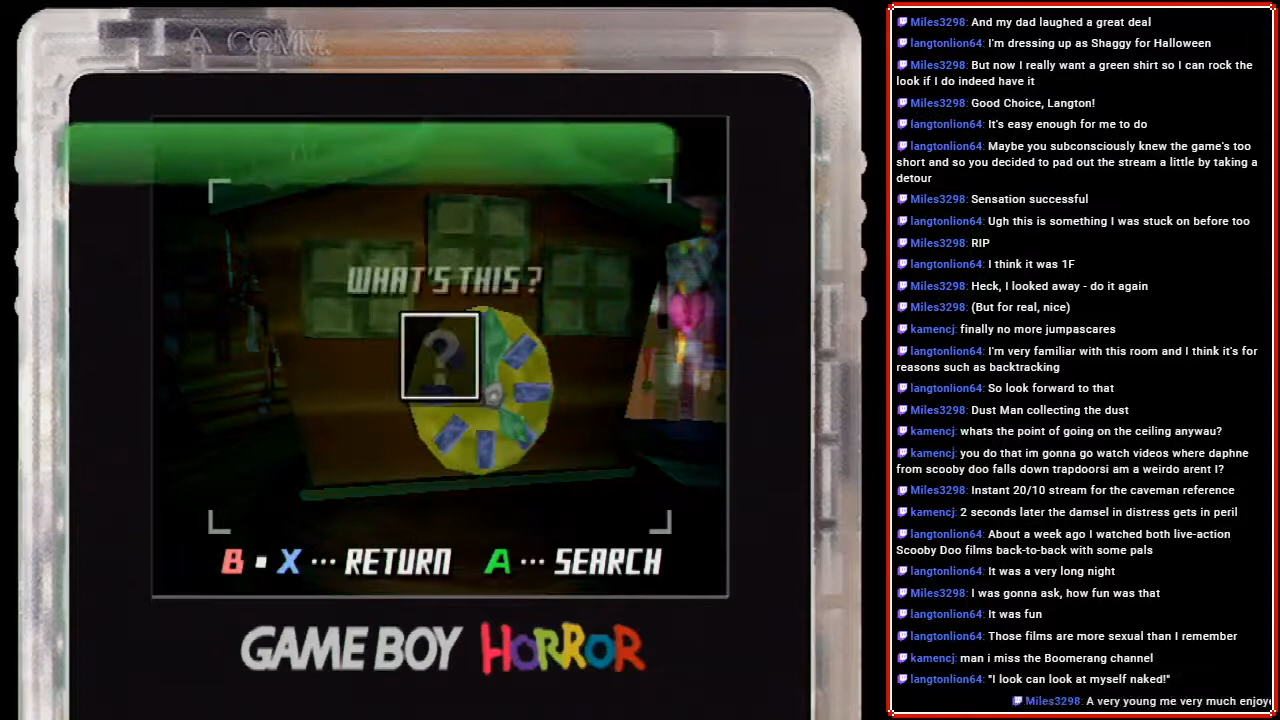 A COMM.
WHAT'S THIS?
B · X ··· RETURN A ··· SEARCH
GAME BOY HORROR
Miles3298: And my dad laughed a great deal
langtonlion64: I'm dressing up as Shaggy for Halloween
Miles3298: But now I really want a green shirt so I can rock the
look if I do indeed have it
Miles3298: Good Choice, Langton!
langtonlion64: It's easy enough for me to do
langtonlion64: Maybe you subconsciously knew the game's too
short and so you decided to pad out the stream a little by taking a
detour
Miles3298: Sensation successful
langtonlion64: Ugh this is something I was stuck on before too
Miles3298: RIP
langtonlion64: I think it was 1F
Miles3298: Heck, I looked away - do it again
Miles3298: (But for real, nice)
kamencj: finally no more jumpascares
langtonlion64: I'm very familiar with this room and I think it's for
reasons such as backtracking
langtonlion64: So look forward to that
Miles3298: Dust Man collecting the dust
kamencj: whats the point of going on the ceiling anywau?
kamencj: you do that im gonna go watch videos where daphne
from scooby doo falls down trapdoorsi am a weirdo arent I?
Miles3298: Instant 20/10 stream for the caveman reference
kamencj: 2 seconds later the damsel in distress gets in peril
langtonlion64: About a week ago I watched both live-action
Scooby Doo films back-to-back with some pals
langtonlion64: It was a very long night
Miles3298: I was gonna ask, how fun was that
langtonlion64: It was fun
langtonlion64: Those films are more sexual than I remember
kamencj: man i miss the Boomerang channel
langtonlion64: "I look can look at myself naked!"
Miles3298: A very young me very much enjoye